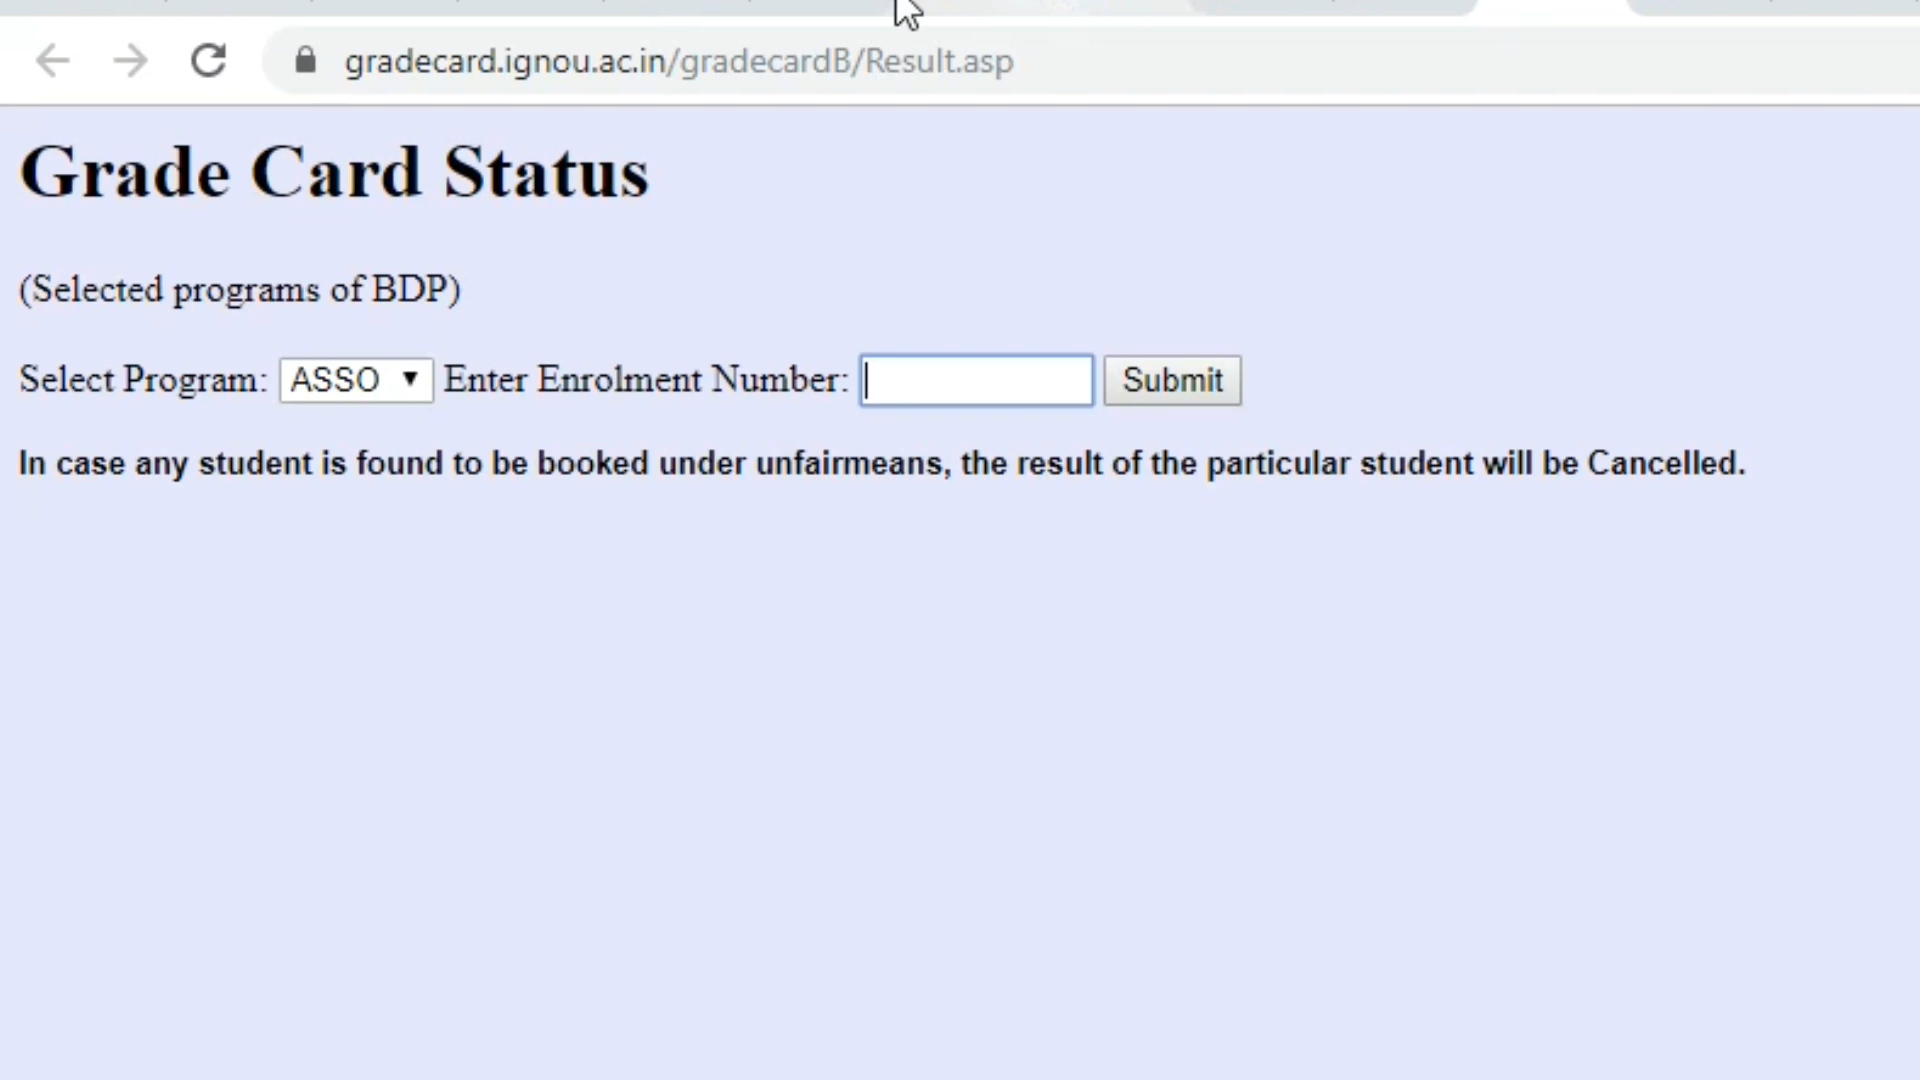 gradecard.ignou.ac.in/gradecardB/Result.asp
Grade Card Status
(Selected programs of BDP)
Select Program: ASSO Enter Enrolment Number: Submit
In case any student is found to be booked under unfairmeans, the result of the particular student will be Cancelled.